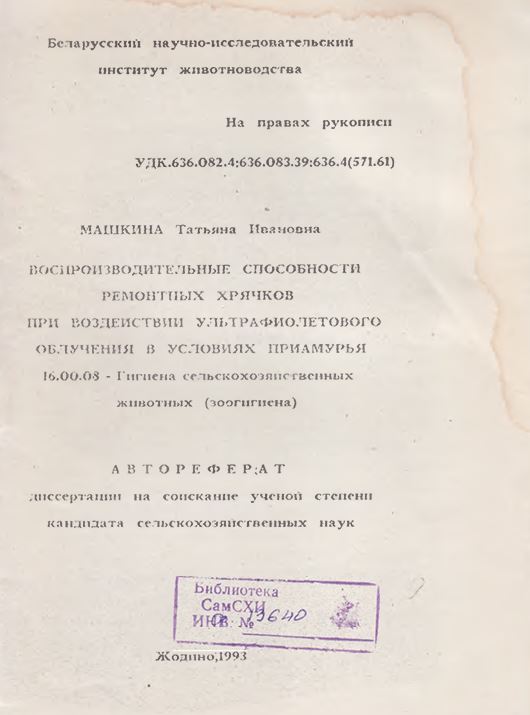 Беларусский научно-исследовательский
институт животноводства
На правах рукописи
УДК.636.082.4;636.083.39;636.4(571.61)
МАШКИНА Татьяна Ивановна
ВОСПРОИЗВОДИТЕЛЬНЫЕ СПОСОБНОСТИ
РЕМОНТНЫХ ХРЯЧКОВ
ПРИ ВОЗДЕЙСТВИИ УЛЬТРАФИОЛЕТОВОГО
ОБЛУЧЕНИЯ В УСЛОВИЯХ ПРИАМУРЬЯ
16.00.08 - Гигиена сельскохозяйственных
животных (зоогигиена)
АВТОРЕФЕРАТ
диссертации на соискание ученой степени
кандидата сельскохозяйственных наук
Библиотека
СамСХИ
ИНВ. № 19640
Жодино,1993